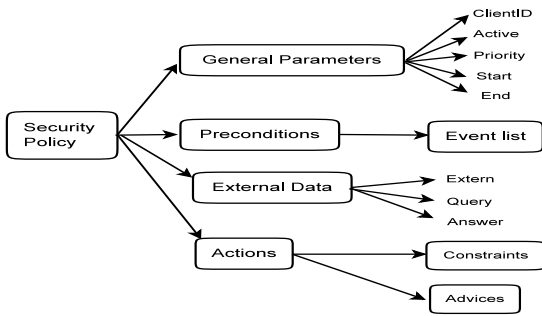 ClientID
Active
General Parameters
Priority
Start
End
Security
Policy
Preconditions
Event list
External Data
Extern
Query
Answer
Actions
Constraints
Advices